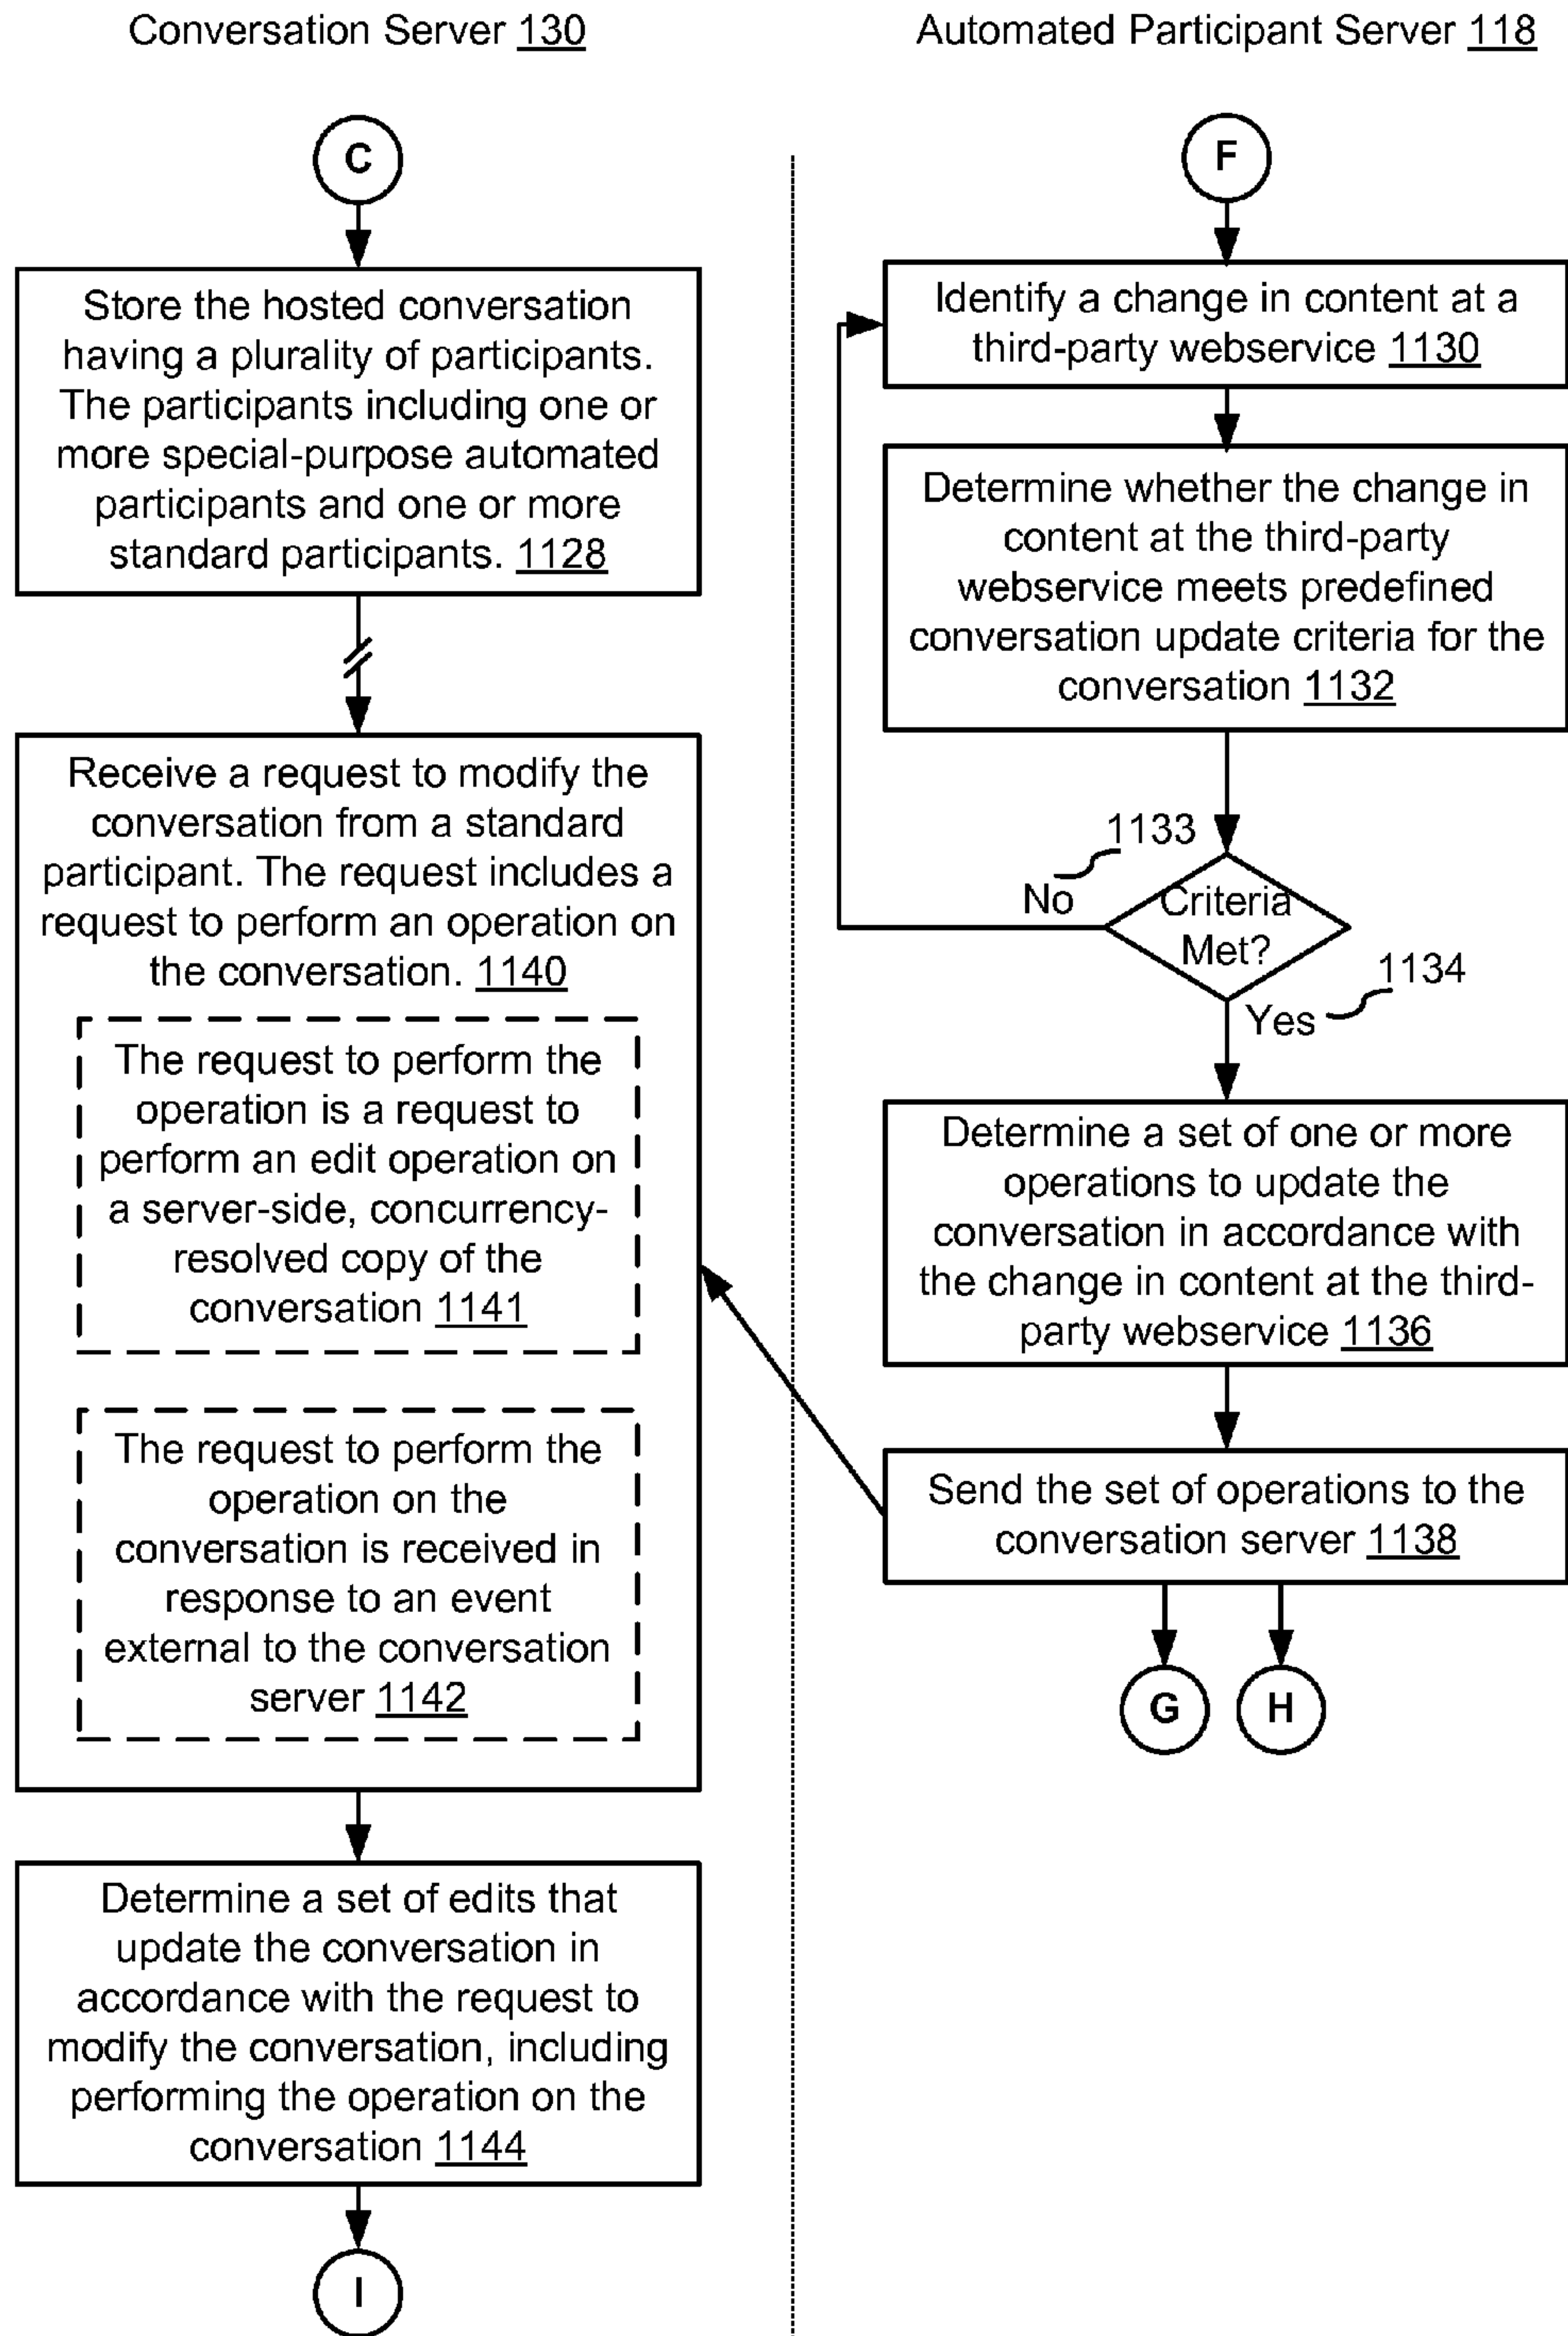 Conversation Server 130
C
Store the hosted conversation
having a plurality of participants.
The participants including one or
more special-purpose automated
participants and one or more
standard participants. 1128
Receive a request to modify the
conversation from a standard
participant. The request includes a
request to perform an operation on
the conversation. 1140
The request to perform the
operation is a request to
perform an edit operation on
a server-side, concurrency-
resolved copy of the
conversation 1141
The request to perform the
operation on the
conversation is received in
response to an event
external to the conversation
server 1142
Determine a set of edits that
update the conversation in
accordance with the request to
modify the conversation, including
performing the operation on the
conversation 1144
I
Automated Participant Server 118
F
Identify a change in content at a
third-party webservice 1130
Determine whether the change in
content at the third-party
webservice meets predefined
conversation update criteria for the
conversation 1132
1133
No
Criteria
Met?
1134
Yes
Determine a set of one or more
operations to update the
conversation in accordance with
the change in content at the third-
party webservice 1136
Send the set of operations to the
conversation server 1138
G
H